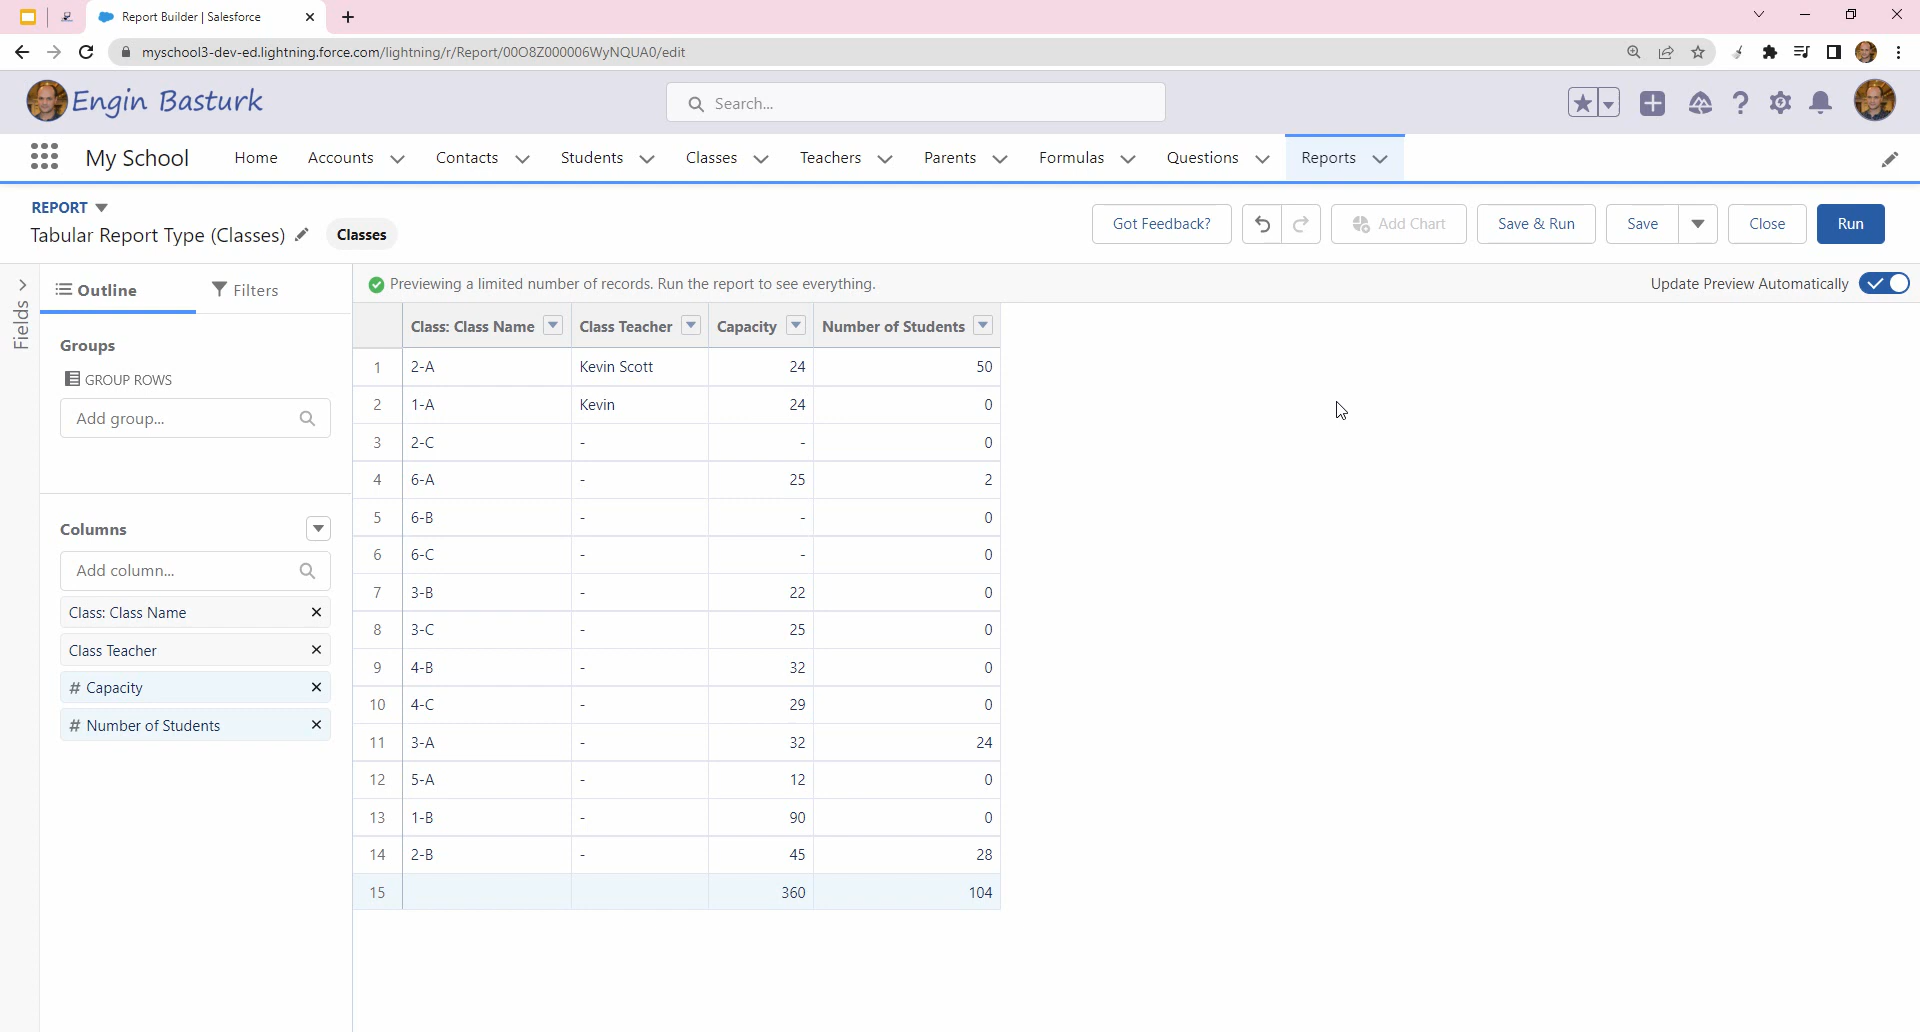 Report Builder | Salesforce
myschool3-dev-ed.lightning.force.com/lightning/r/Report/00O8Z000006WyNQUA0/edit
Engin Basturk
Search...
My School Home Accounts Contacts Students Classes Teachers Parents Formulas Questions Reports
REPORT
Tabular Report Type (Classes) Classes
Got Feedback? Add Chart Save & Run Save Close Run
Fields
Outline Filters
Previewing a limited number of records. Run the report to see everything. Update Preview Automatically
Groups
GROUP ROWS
Add group...
Columns
Add column...
Class: Class Name
Class Teacher
# Capacity
# Number of Students
Class: Class Name Class Teacher Capacity Number of Students
1 2-A Kevin Scott 24 50
2 1-A Kevin 24 0
3 2-C - - 0
4 6-A - 25 2
5 6-B - - 0
6 6-C - - 0
7 3-B - 22 0
8 3-C - 25 0
9 4-B - 32 0
10 4-C - 29 0
11 3-A - 32 24
12 5-A - 12 0
13 1-B - 90 0
14 2-B - 45 28
15 360 104